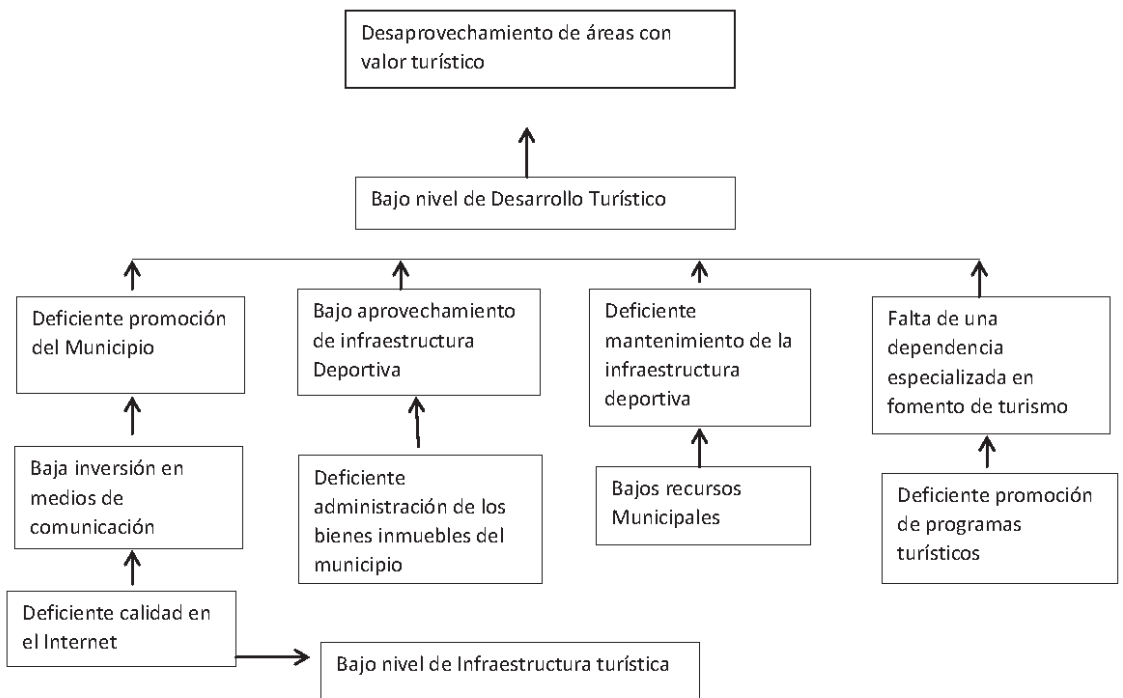 Desaprovechamiento de áreas con
valor turístico
Bajo nivel de Desarrollo Turístico
Deficiente promoción
del Municipio
Bajo aprovechamiento
de infraestructura
Deportiva
Deficiente
mantenimiento de la
infraestructura
deportiva
Falta de una
dependencia
especializada en
fomento de turismo
Baja inversión en
medios de
comunicación
Deficiente
administración de los
bienes inmuebles del
municipio
Bajos recursos
Municipales
Deficiente promoción
de programas
turísticos
Deficiente calidad en
el Internet
Bajo nivel de Infraestructura turística